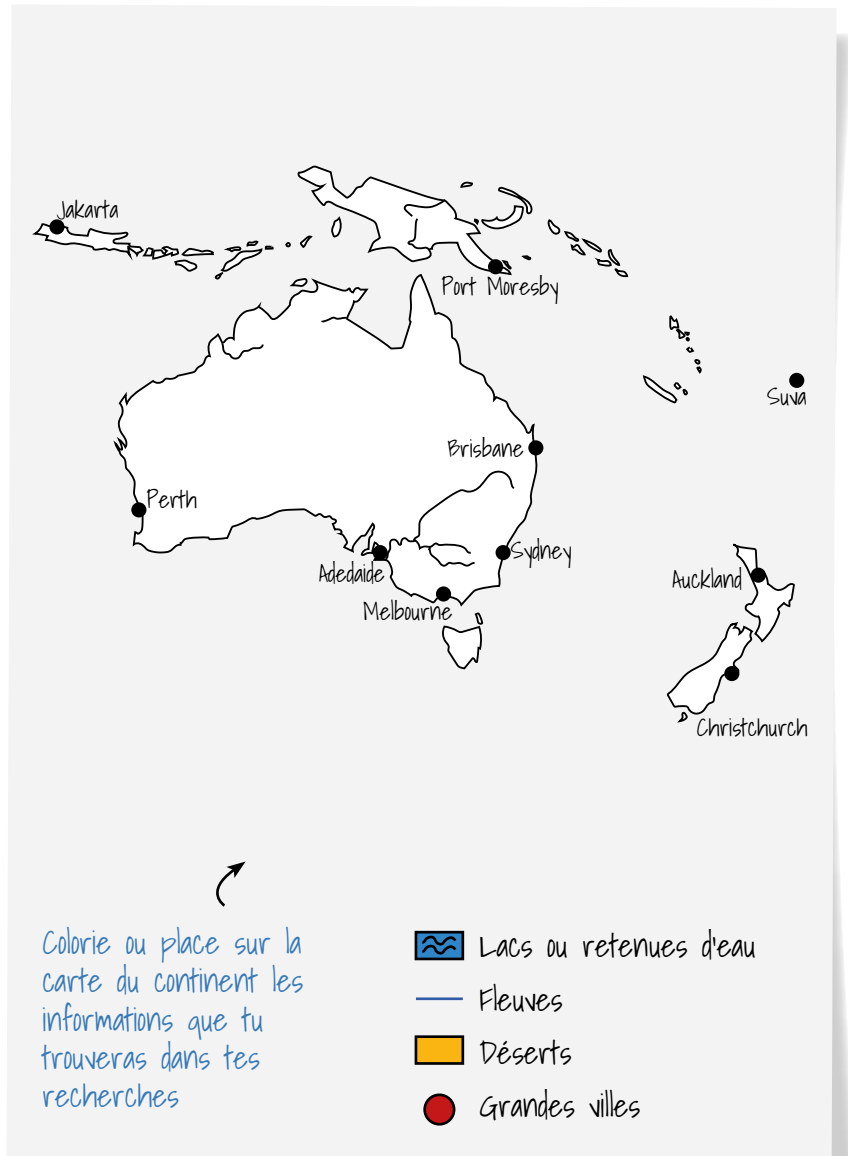 Jakarta
Port Moresby
Suva
Brisbane
Perth
Sydney
Adedaide
Auckland
Melbourne
Christchurch
Colorie ou place sur la
carte du continent les
informations que tu
trouveras dans tes
recherches
Lacs ou retenues d'eau
Fleuves
Déserts
Grandes villes